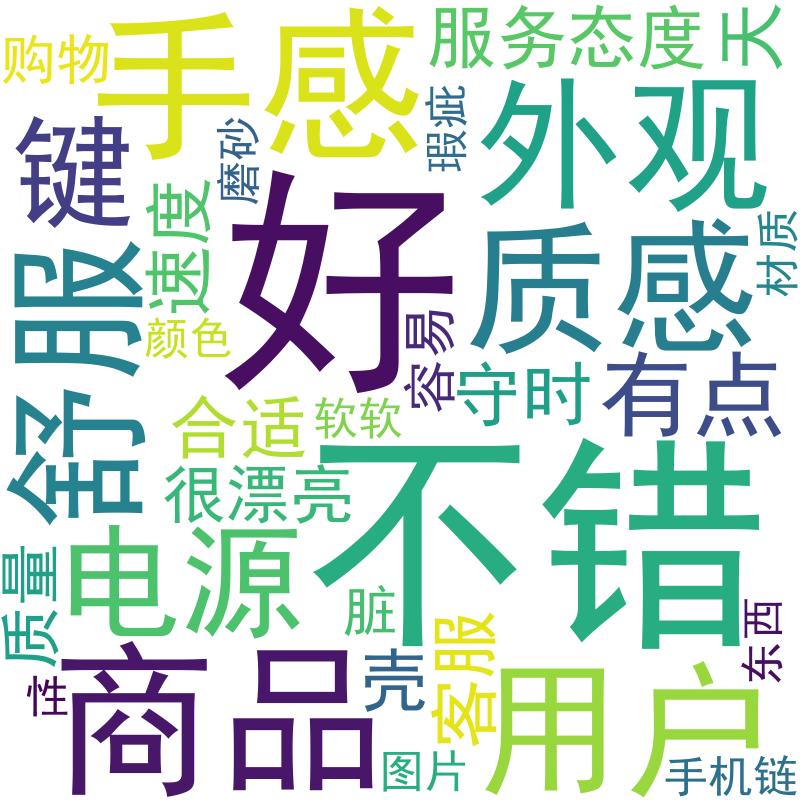 购物
手感
服务态度
天
键
磨砂
瑕疵
外观
速度
好
质感
材质
舒服
颜色
容易
守时
有点
合适
软软
很漂亮
不错
电源
质量
脏
客服
东西
性
商品
壳
用户
图片
手机链